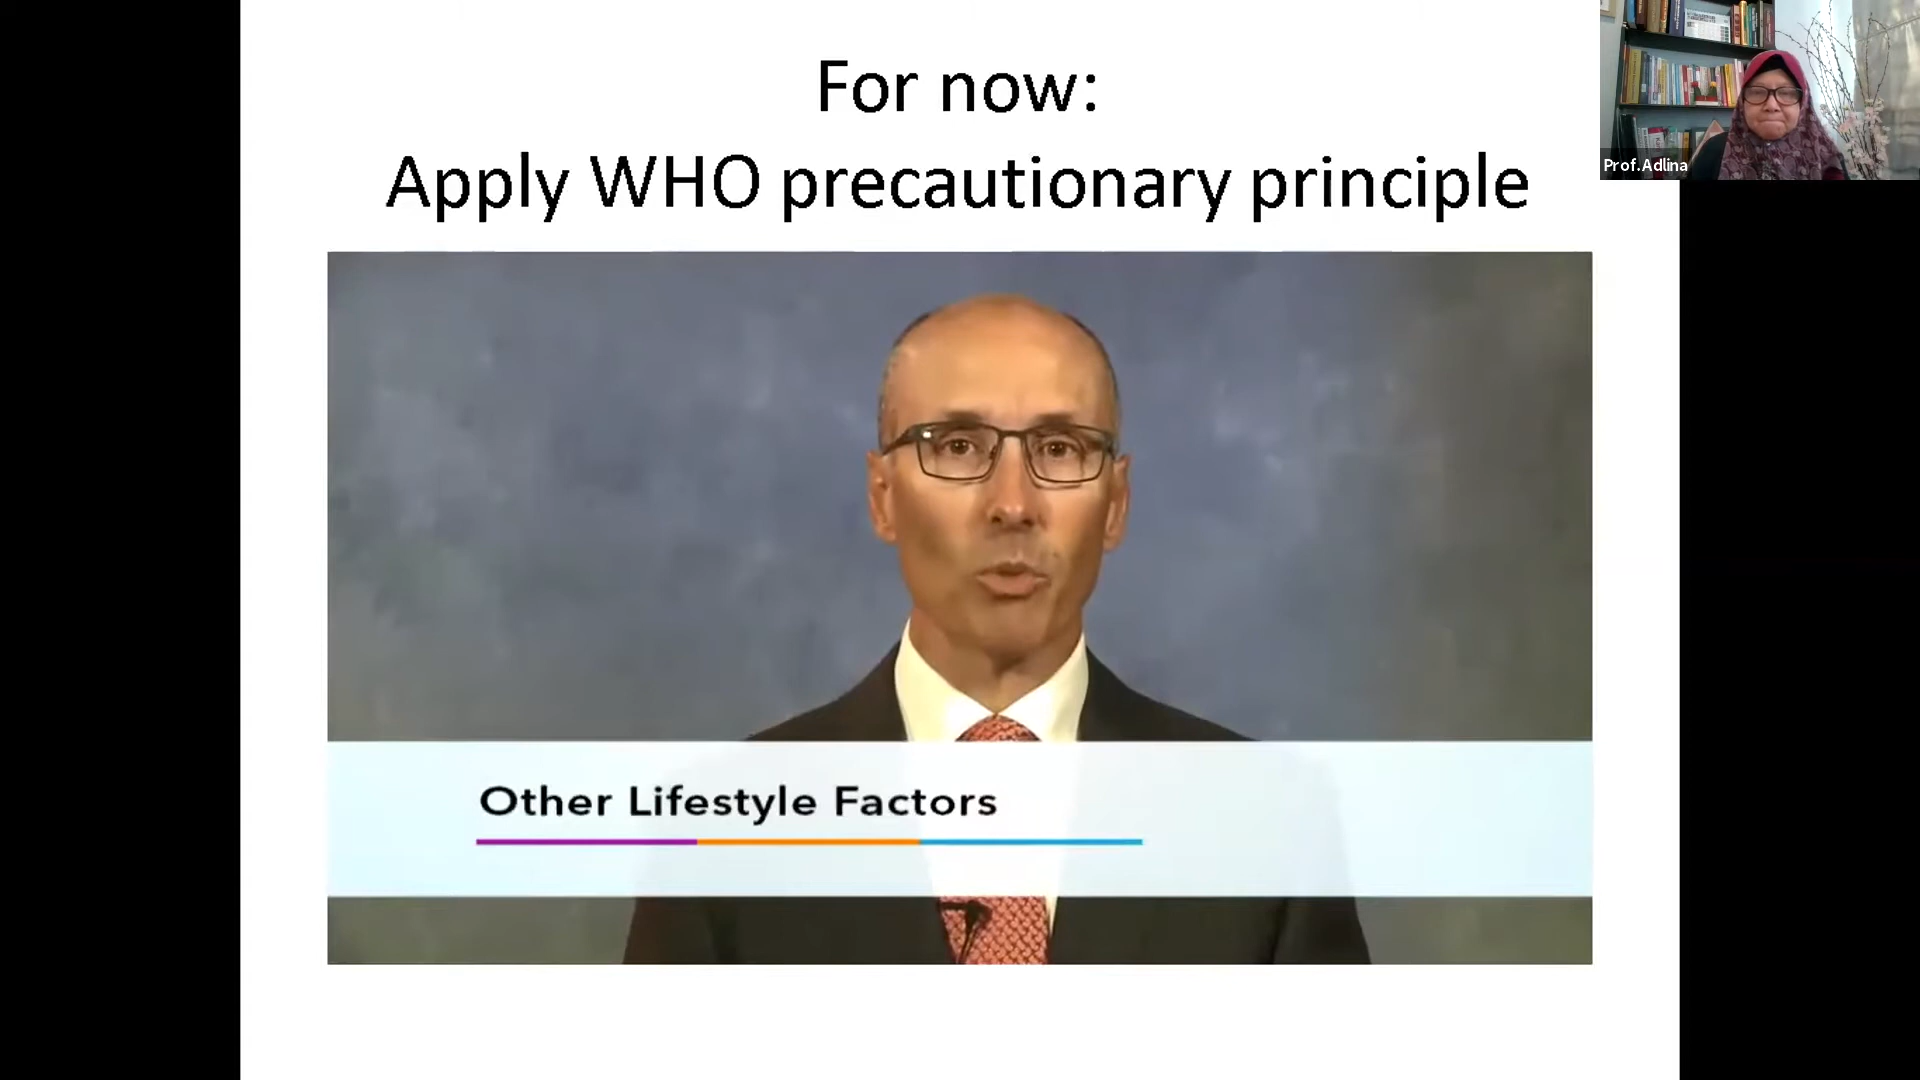 For now:
Apply WHO precautionary principle
Prof.Adlina
Other Lifestyle Factors